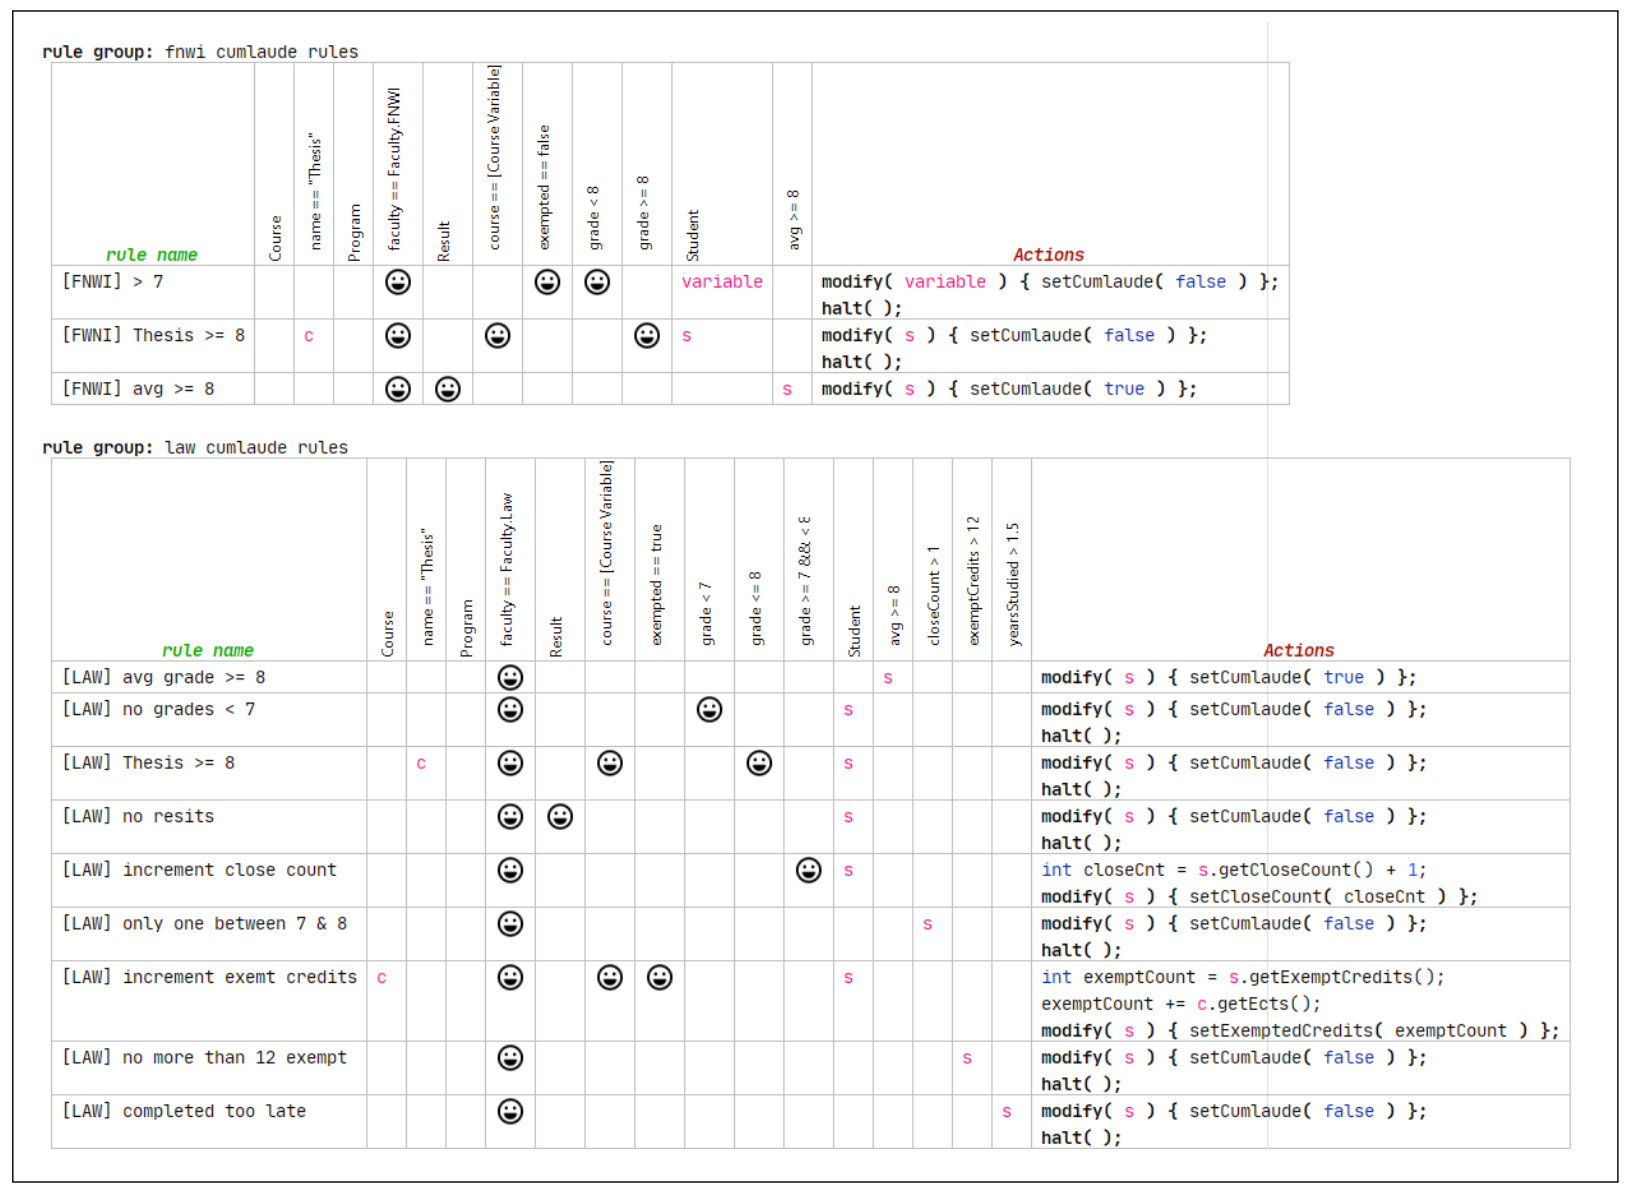 rule group: fnwi cumlaude rules
rule name Course name == "Thesis" Program faculty == Faculty.FNWI Result course == [Course Variable] exempted == false grade < 8 grade >= 8 Student avg >= 8 Actions
[FNWI] > 7 variable modify( variable ) { setCumlaude( false ) };
halt( );
[FWNI] Thesis >= 8 c s modify( s ) { setCumlaude( false ) };
halt( );
[FNWI] avg >= 8 s modify( s ) { setCumlaude( true ) };
rule group: law cumlaude rules
rule name Course name == "Thesis" Program faculty == Faculty.Law Result course == [Course Variable] exempted == true grade < 7 grade <= 8 grade >= 7 && < 8 Student avg >= 8 closeCount > 1 exemptCredits > 12 yearsStudied > 1.5 Actions
[LAW] avg grade >= 8 s modify( s ) { setCumlaude( true ) };
[LAW] no grades < 7 s modify( s ) { setCumlaude( false ) };
halt( );
[LAW] Thesis >= 8 c s modify( s ) { setCumlaude( false ) };
halt( );
[LAW] no resits s modify( s ) { setCumlaude( false ) };
halt( );
[LAW] increment close count s int closeCnt = s.getCloseCount() + 1;
modify( s ) { setCloseCount( closeCnt ) };
[LAW] only one between 7 & 8 s modify( s ) { setCumlaude( false ) };
halt( );
[LAW] increment exemt credits c s int exemptCount = s.getExemptCredits();
exemptCount += c.getEcts();
modify( s ) { setExemptedCredits( exemptCount ) };
[LAW] no more than 12 exempt s modify( s ) { setCumlaude( false ) };
halt( );
[LAW] completed too late s modify( s ) { setCumlaude( false ) };
halt( );